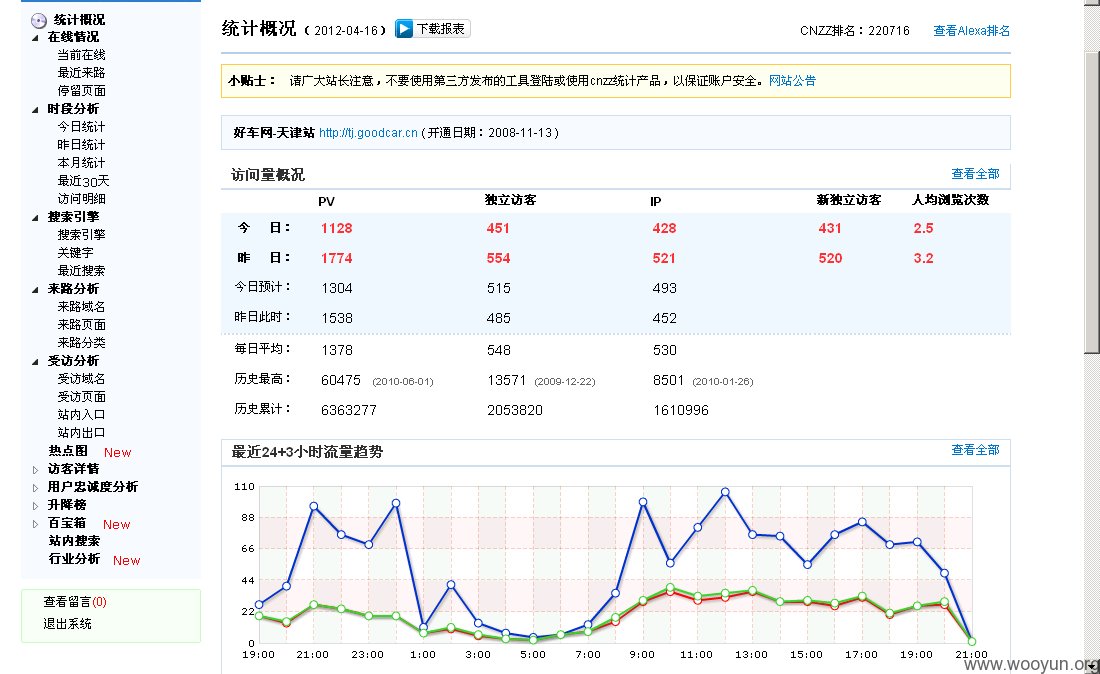 统计概况
在线情况
当前在线
最近来路
停留页面
时段分析
今日统计
昨日统计
本月统计
最近30天
访问明细
搜索引擎
搜索引擎
关键字
最近搜索
来路分析
来路域名
来路页面
来路分类
受访分析
受访域名
受访页面
站内入口
站内出口
热点图 New
访客详情
用户忠诚度分析
升降榜
百宝箱 New
站内搜索
行业分析 New
查看留言(0)
退出系统
统计概况 ( 2012-04-16 ) 下载报表 CNZZ排名：220716 查看Alexa排名
小贴士： 请广大站长注意，不要使用第三方发布的工具登陆或使用cnzz统计产品，以保证账户安全。网站公告
好车网-天津站 http://tj.goodcar.cn ( 开通日期：2008-11-13 )
访问量概况 查看全部
PV 独立访客 IP 新独立访客 人均浏览次数
今 日： 1128 451 428 431 2.5
昨 日： 1774 554 521 520 3.2
今日预计： 1304 515 493
昨日此时： 1538 485 452
每日平均： 1378 548 530
历史最高： 60475 (2010-06-01) 13571 (2009-12-22) 8501 (2010-01-26)
历史累计： 6363277 2053820 1610996
最近24+3小时流量趋势 查看全部
110
88
66
44
22
0
19:00 21:00 23:00 1:00 3:00 5:00 7:00 9:00 11:00 13:00 15:00 17:00 19:00 21:00
www.wooyun.org